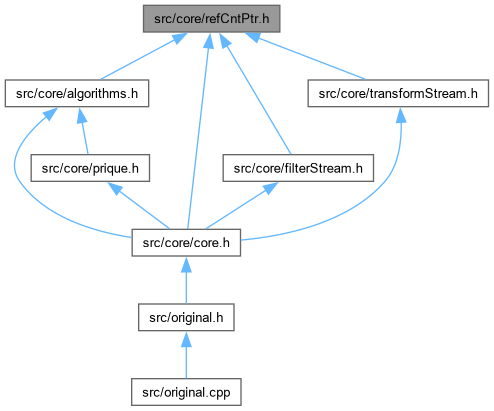 src/core/refCntPtr.h
src/core/algorithms.h
src/core/transformStream.h
src/core/prique.h
src/core/filterStream.h
src/core/core.h
src/original.h
src/original.cpp